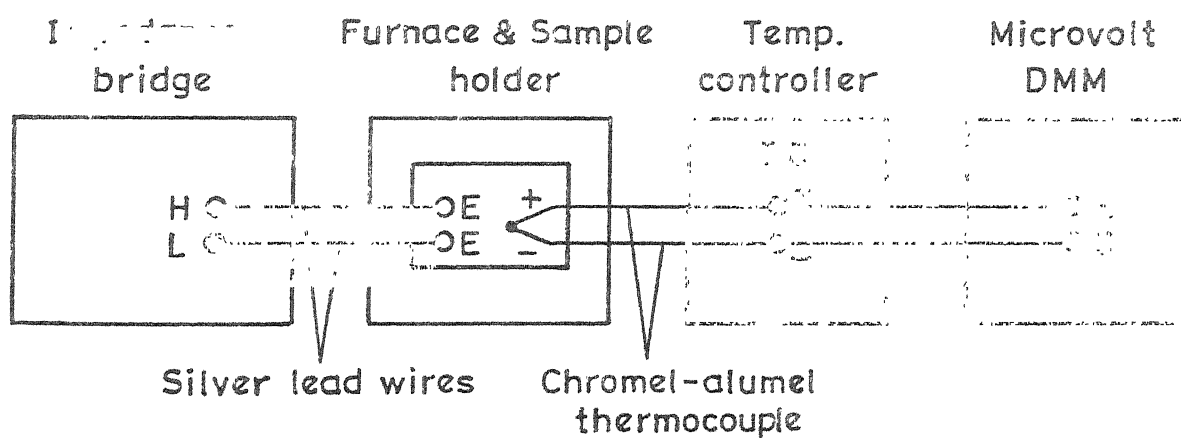 bridge
Furnace & Sample
holder
Temp.
controller
Microvolt
DMM
H
L
E
E
+
-
Silver lead wires
Chromel-alumel
thermocouple